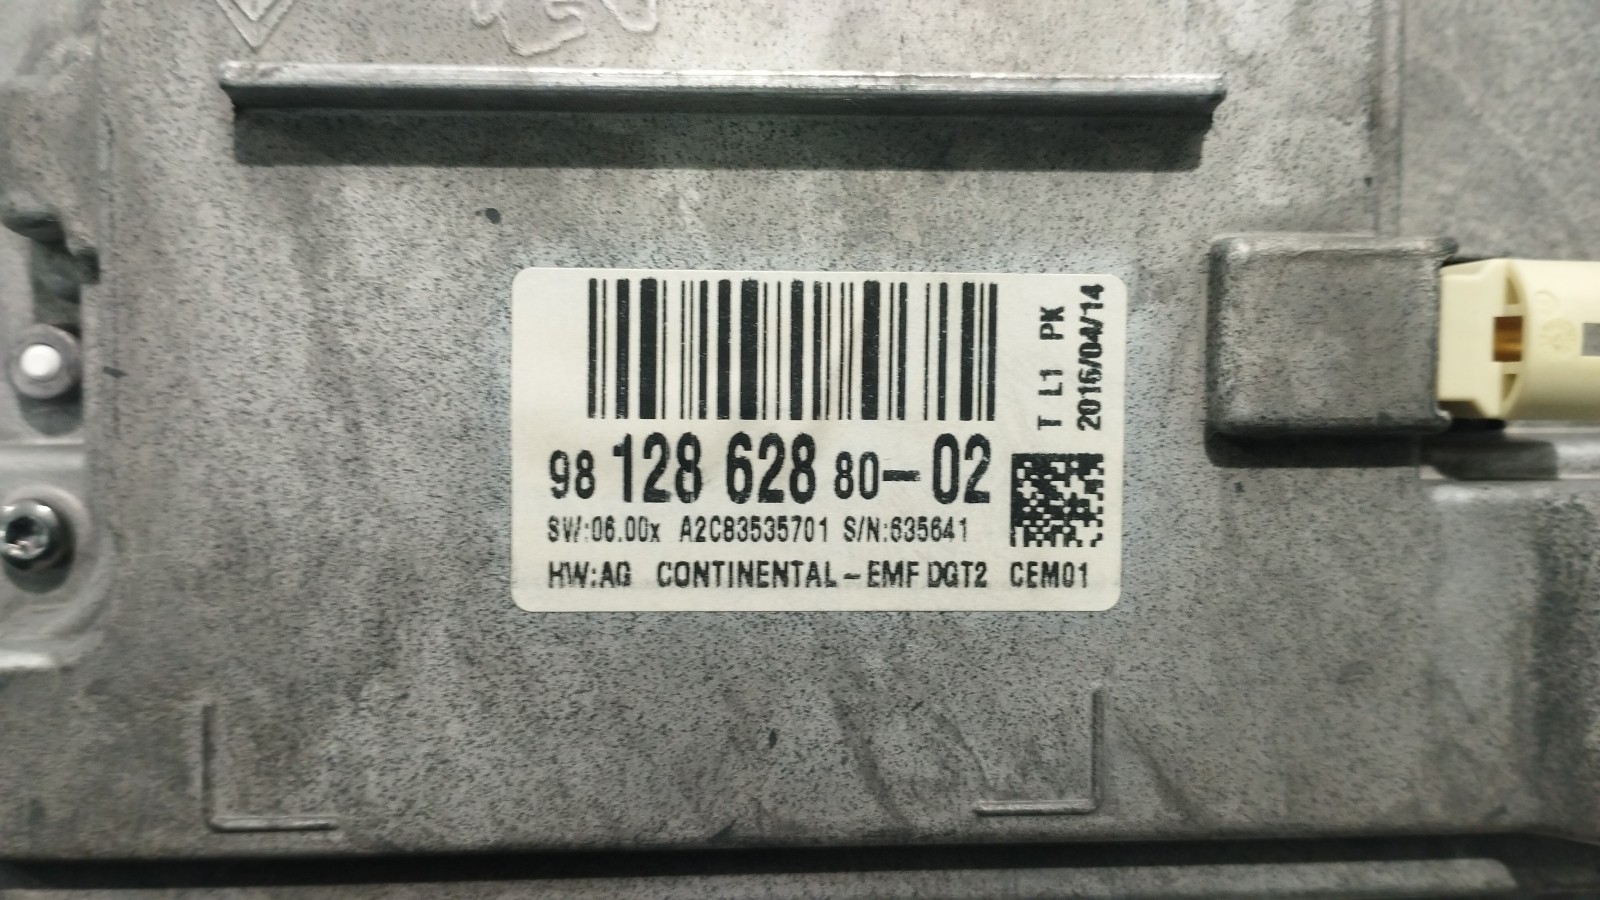 98 128 628 80-02
SW:06.00x A2C83535701 S/N:635641
HW:AG CONTINENTAL-EMF DGT2 CEM01
T L1 PK
2016/04/14